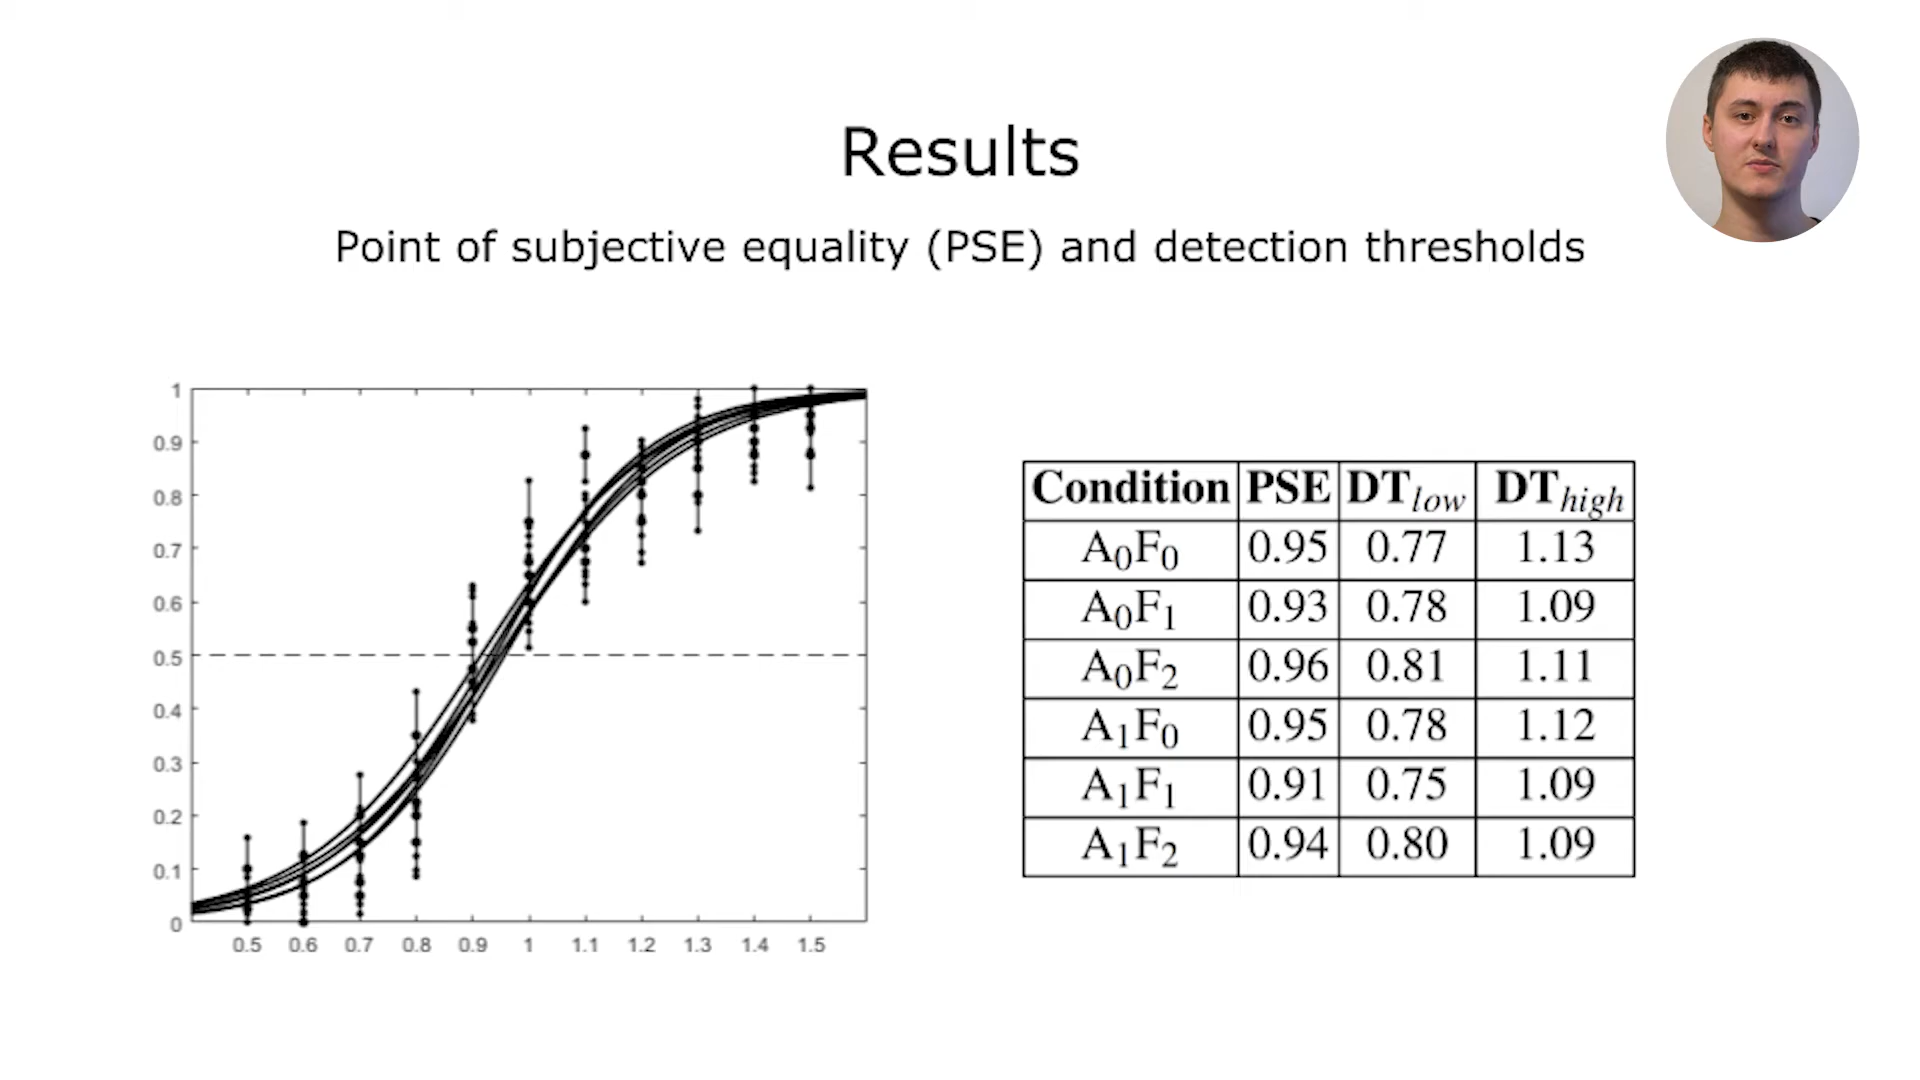 Results
Point of subjective equality (PSE) and detection thresholds
1
0.9
0.8
0.7
0.6
0.5
0.4
0.3
0.2
0.1
0
0.5 0.6 0.7 0.8 0.9 1 1.1 1.2 1.3 1.4 1.5
Condition PSE DTlow DThigh
A0F0 0.95 0.77 1.13
A0F1 0.93 0.78 1.09
A0F2 0.96 0.81 1.11
A1F0 0.95 0.78 1.12
A1F1 0.91 0.75 1.09
A1F2 0.94 0.80 1.09